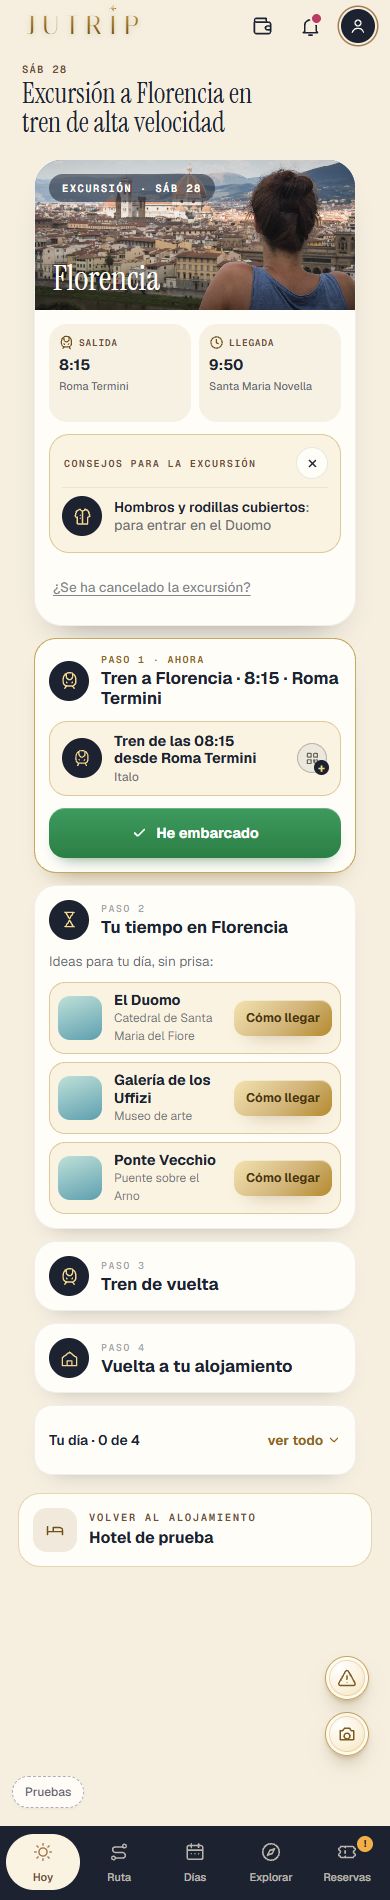 JUTRIP
SÁB 28
Excursión a Florencia en
tren de alta velocidad
EXCURSIÓN · SÁB 28
Florencia
SALIDA
8:15
Roma Termini
LLEGADA
9:50
Santa Maria Novella
CONSEJOS PARA LA EXCURSIÓN
Hombros y rodillas cubiertos:
para entrar en el Duomo
¿Se ha cancelado la excursión?
PASO 1 · AHORA
Tren a Florencia · 8:15 · Roma
Termini
Tren de las 08:15
desde Roma Termini
Italo
He embarcado
PASO 2
Tu tiempo en Florencia
Ideas para tu día, sin prisa:
El Duomo
Catedral de Santa
Maria del Fiore
Cómo llegar
Galería de los
Uffizi
Museo de arte
Cómo llegar
Ponte Vecchio
Puente sobre el
Arno
Cómo llegar
PASO 3
Tren de vuelta
PASO 4
Vuelta a tu alojamiento
Tu día · 0 de 4
ver todo
VOLVER AL ALOJAMIENTO
Hotel de prueba
Pruebas
!
Hoy
Ruta
Días
Explorar
Reservas